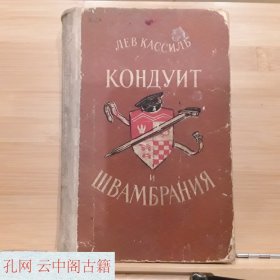 ЛЕВ КАССИЛЬ
КОНДУИТ
И
ШВАМБРАНИЯ
孔网 云中阁古籍